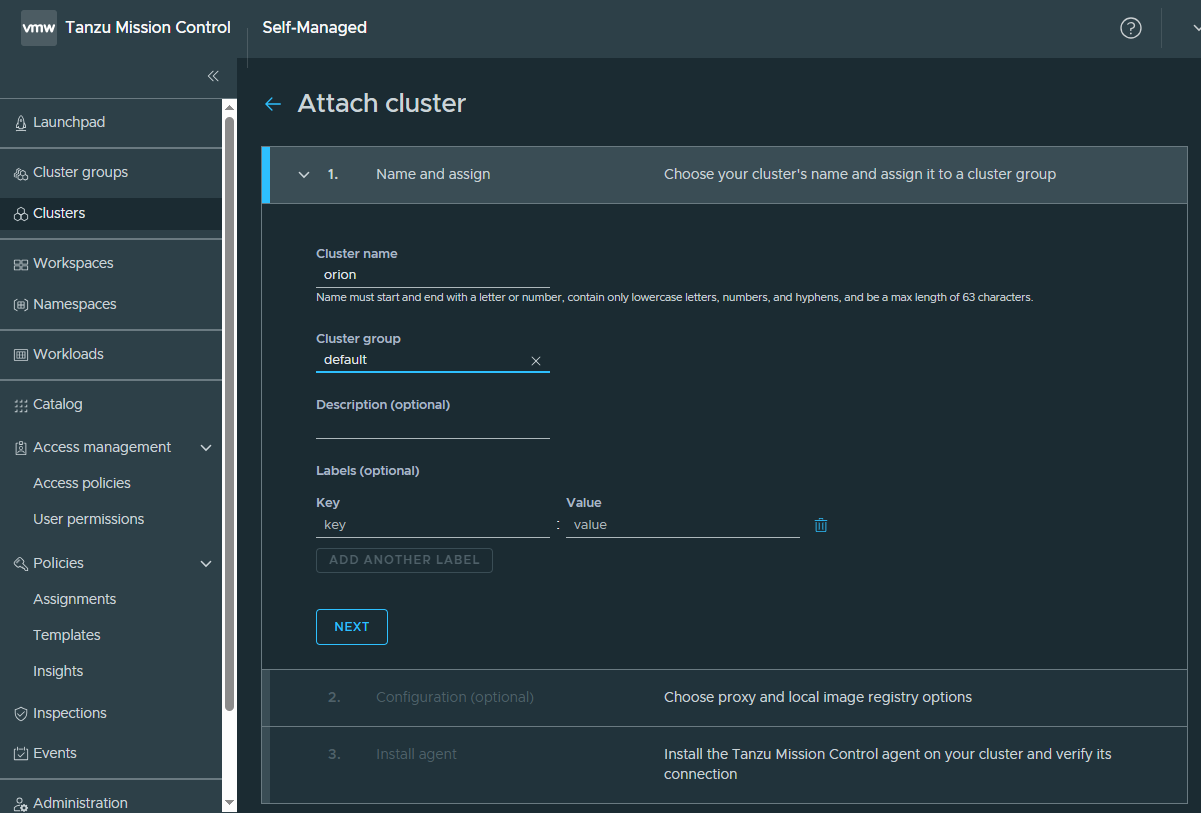 vmw Tanzu Mission Control Self-Managed
Attach cluster
Launchpad
Cluster groups
Clusters
Workspaces
Namespaces
Workloads
Catalog
Access management
Access policies
User permissions
Policies
Assignments
Templates
Insights
Inspections
Events
Administration
1. Name and assign Choose your cluster's name and assign it to a cluster group
Cluster name
orion
Name must start and end with a letter or number, contain only lowercase letters, numbers, and hyphens, and be a max length of 63 characters.
Cluster group
default
Description (optional)
Labels (optional)
Key Value
key : value
ADD ANOTHER LABEL
NEXT
2. Configuration (optional) Choose proxy and local image registry options
3. Install agent Install the Tanzu Mission Control agent on your cluster and verify its
connection